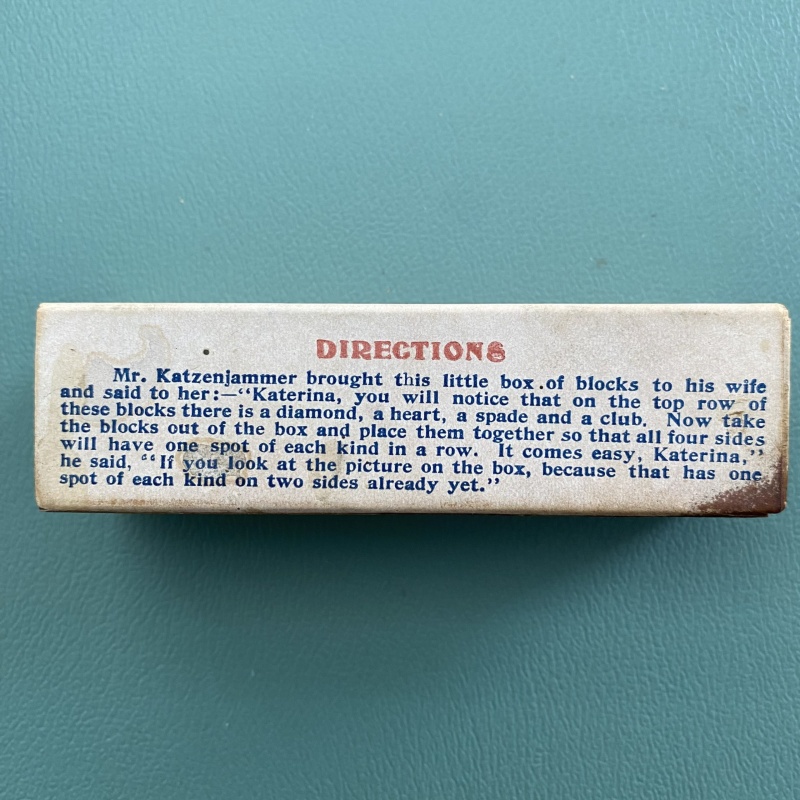 DIRECTIONS
Mr. Katzenjammer brought this little box of blocks to his wife
and said to her:—“Katerina, you will notice that on the top row of
these blocks there is a diamond, a heart, a spade and a club. Now take
the blocks out of the box and place them together so that all four sides
will have one spot of each kind in a row. It comes easy, Katerina,”
he said, “If you look at the picture on the box, because that has one
spot of each kind on two sides already yet.”